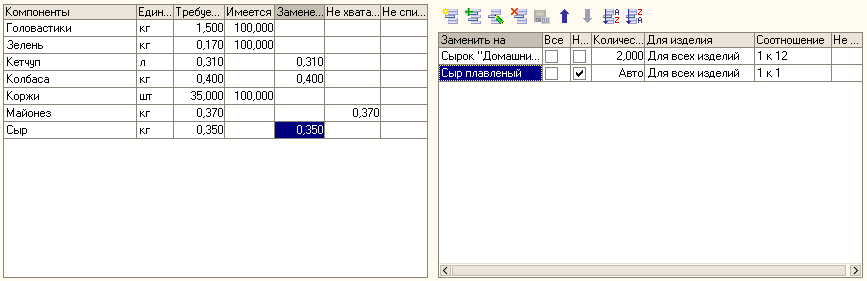 Компоненты Един... Требуе... Имеется Замене... Не хвата... Не спи...
Головастики кг 1,500 100,000
Зелень кг 0,170 100,000
Кетчуп л 0,310 0,310
Колбаса кг 0,400 0,400
Коржи шт 35,000 100,000
Майонез кг 0,370 0,370
Сыр кг 0,350 0,350
Заменить на Все Н... Количес... Для изделия Соотношение Не ...
Сырок "Домашни... 2,000 Для всех изделий 1 к 12
Сыр плавленый Авто Для всех изделий 1 к 1